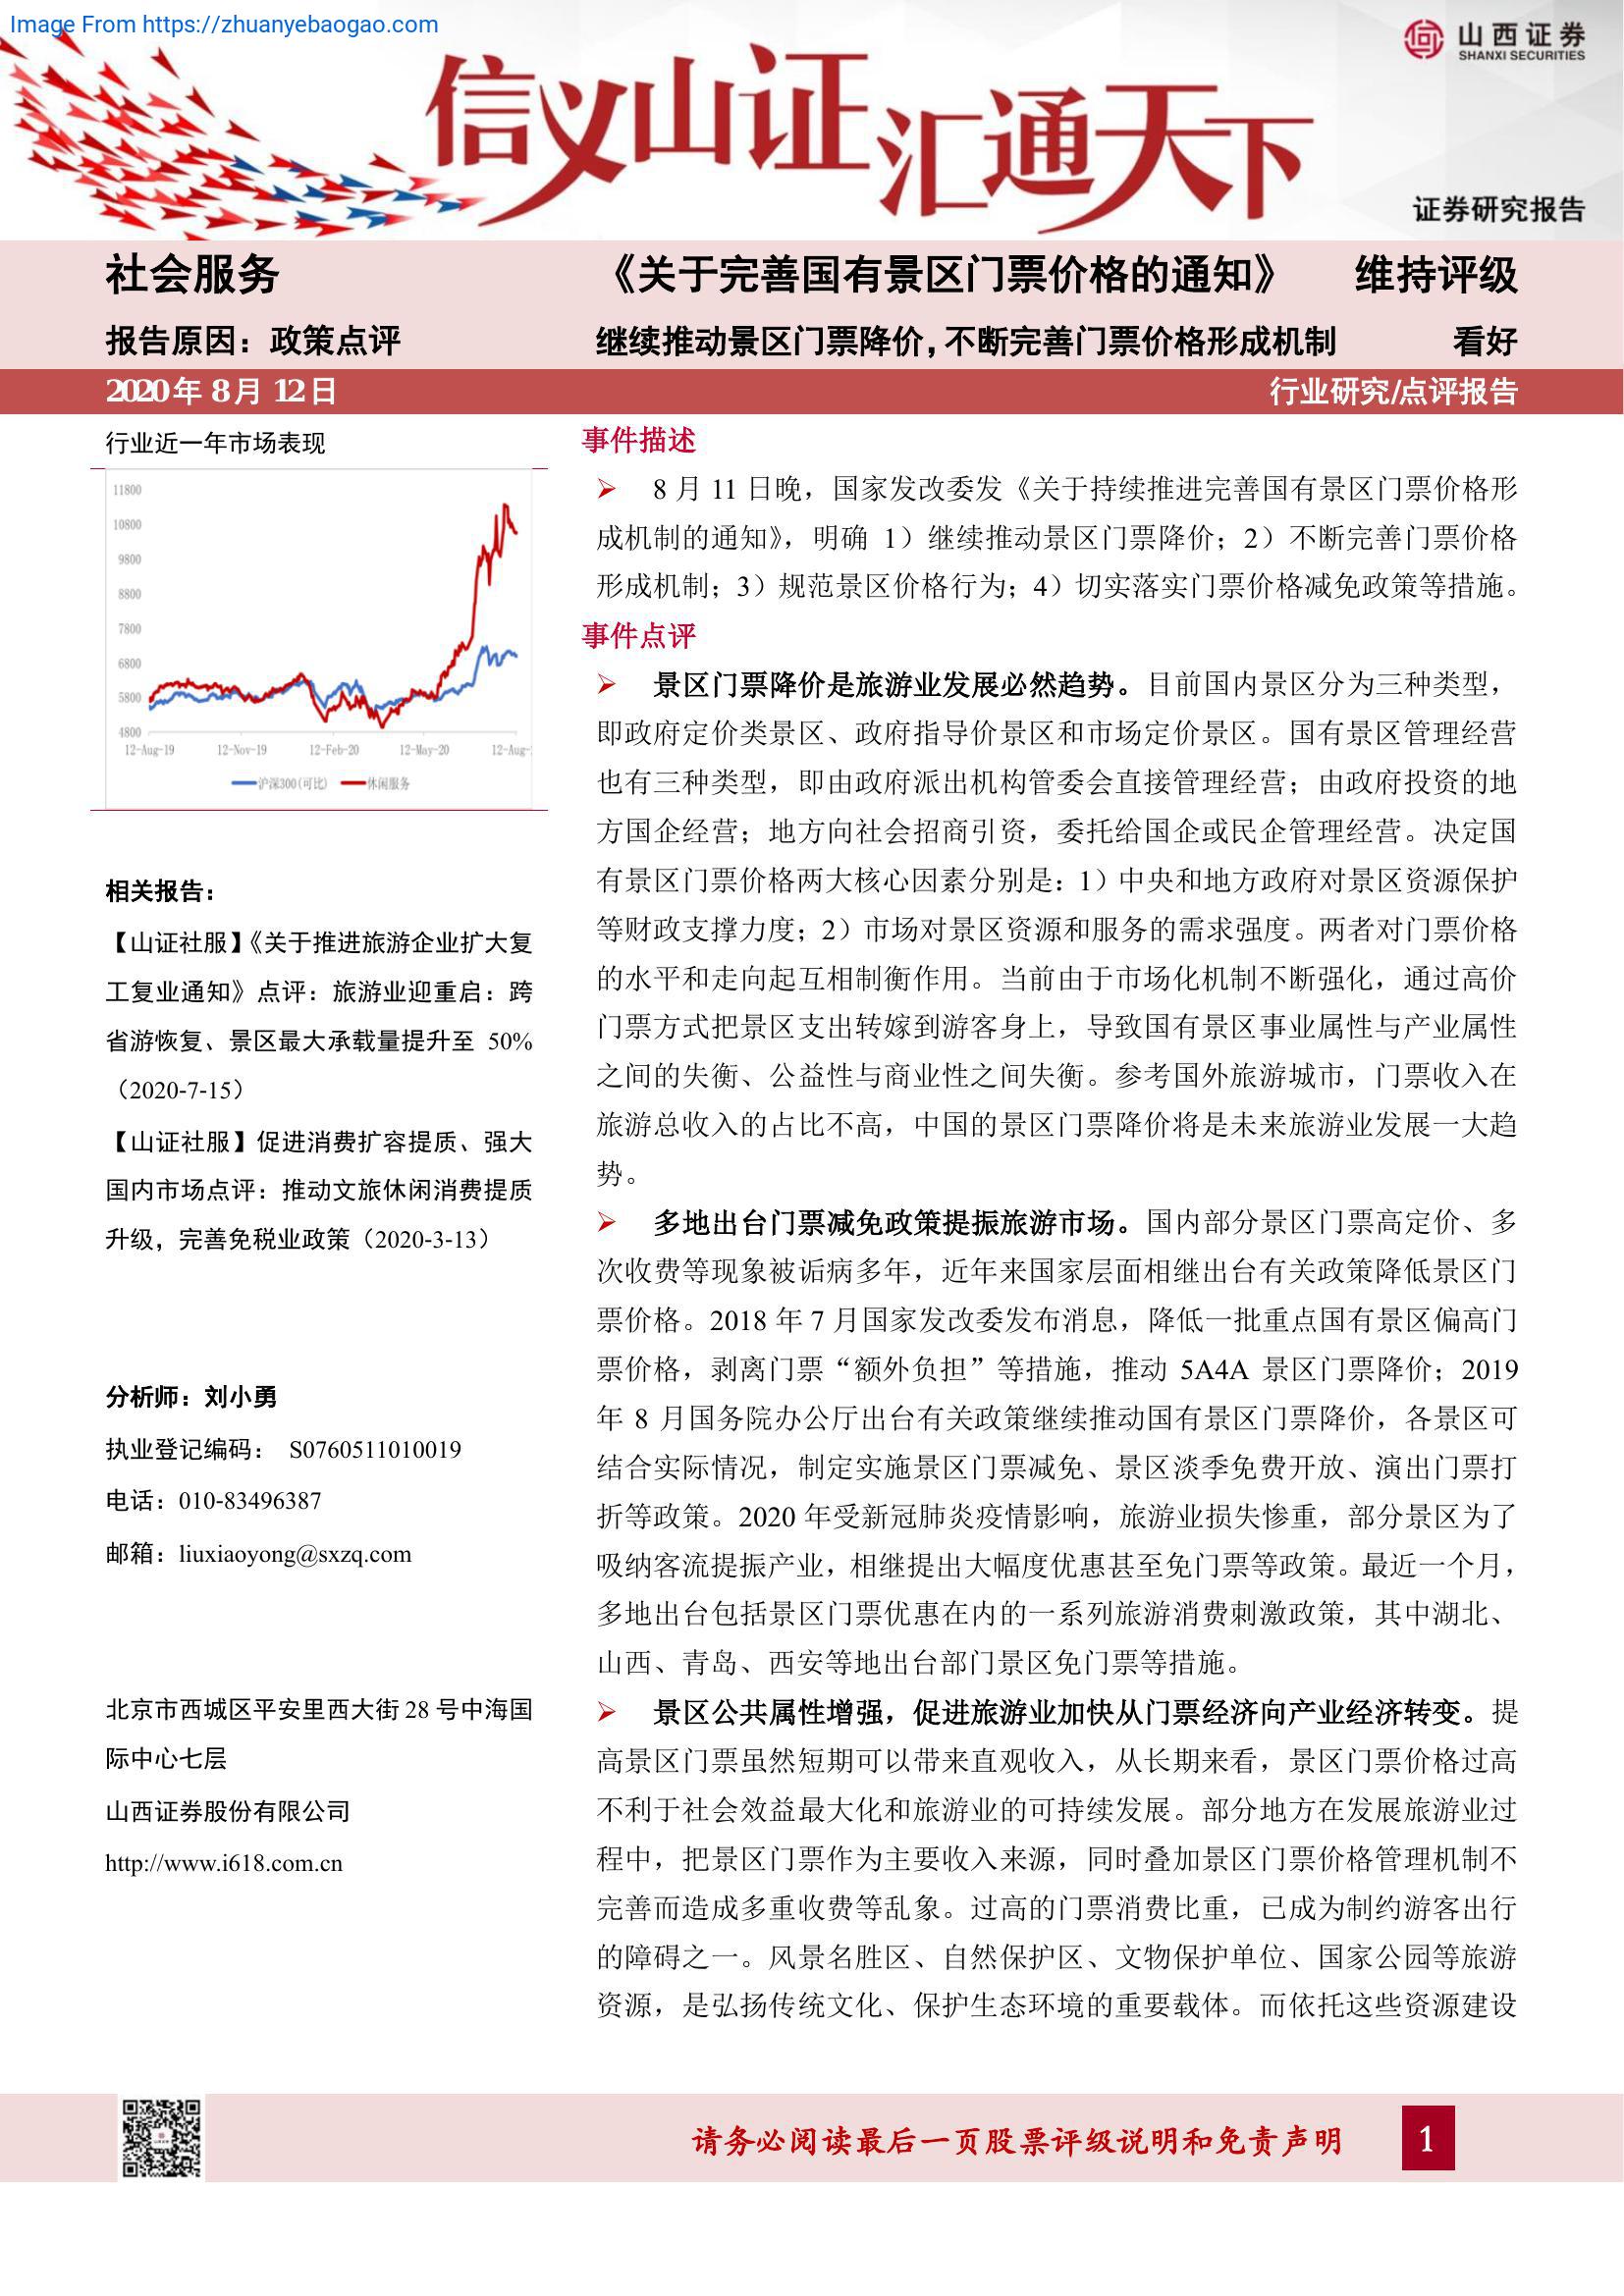 Image From https://zhuanyebaogao.com
山西证券
SHANXI SECURITIES
信义山证汇通天下
证券研究报告
社会服务
《关于完善国有景区门票价格的通知》 维持评级
报告原因：政策点评
继续推动景区门票降价，不断完善门票价格形成机制 看好
2020年8月12日
行业研究/点评报告
行业近一年市场表现
11800
10800
9800
8800
7800
6800
5800
4800
12-Aug-19 12-Nov-19 12-Feb-20 12-May-20 12-Aug-
沪深300(可比) 休闲服务
相关报告：
【山证社服】《关于推进旅游企业扩大复
工复业通知》点评：旅游业迎重启：跨
省游恢复、景区最大承载量提升至 50%
（2020-7-15）
【山证社服】促进消费扩容提质、强大
国内市场点评：推动文旅休闲消费提质
升级，完善免税业政策（2020-3-13）
分析师：刘小勇
执业登记编码： S0760511010019
电话：010-83496387
邮箱：liuxiaoyong@sxzq.com
北京市西城区平安里西大街 28 号中海国
际中心七层
山西证券股份有限公司
http://www.i618.com.cn
事件描述
➢ 8 月 11 日晚，国家发改委发《关于持续推进完善国有景区门票价格形
成机制的通知》，明确 1）继续推动景区门票降价；2）不断完善门票价格
形成机制；3）规范景区价格行为；4）切实落实门票价格减免政策等措施。
事件点评
➢ 景区门票降价是旅游业发展必然趋势。目前国内景区分为三种类型，
即政府定价类景区、政府指导价景区和市场定价景区。国有景区管理经营
也有三种类型，即由政府派出机构管委会直接管理经营；由政府投资的地
方国企经营；地方向社会招商引资，委托给国企或民企管理经营。决定国
有景区门票价格两大核心因素分别是：1）中央和地方政府对景区资源保护
等财政支撑力度；2）市场对景区资源和服务的需求强度。两者对门票价格
的水平和走向起互相制衡作用。当前由于市场化机制不断强化，通过高价
门票方式把景区支出转嫁到游客身上，导致国有景区事业属性与产业属性
之间的失衡、公益性与商业性之间失衡。参考国外旅游城市，门票收入在
旅游总收入的占比不高，中国的景区门票降价将是未来旅游业发展一大趋
势。
➢ 多地出台门票减免政策提振旅游市场。国内部分景区门票高定价、多
次收费等现象被诟病多年，近年来国家层面相继出台有关政策降低景区门
票价格。2018 年 7 月国家发改委发布消息，降低一批重点国有景区偏高门
票价格，剥离门票“额外负担”等措施，推动 5A4A 景区门票降价；2019
年 8 月国务院办公厅出台有关政策继续推动国有景区门票降价，各景区可
结合实际情况，制定实施景区门票减免、景区淡季免费开放、演出门票打
折等政策。2020 年受新冠肺炎疫情影响，旅游业损失惨重，部分景区为了
吸纳客流提振产业，相继提出大幅度优惠甚至免门票等政策。最近一个月，
多地出台包括景区门票优惠在内的一系列旅游消费刺激政策，其中湖北、
山西、青岛、西安等地出台部门景区免门票等措施。
➢ 景区公共属性增强，促进旅游业加快从门票经济向产业经济转变。提
高景区门票虽然短期可以带来直观收入，从长期来看，景区门票价格过高
不利于社会效益最大化和旅游业的可持续发展。部分地方在发展旅游业过
程中，把景区门票作为主要收入来源，同时叠加景区门票价格管理机制不
完善而造成多重收费等乱象。过高的门票消费比重，已成为制约游客出行
的障碍之一。风景名胜区、自然保护区、文物保护单位、国家公园等旅游
资源，是弘扬传统文化、保护生态环境的重要载体。而依托这些资源建设
请务必阅读最后一页股票评级说明和免责声明
1